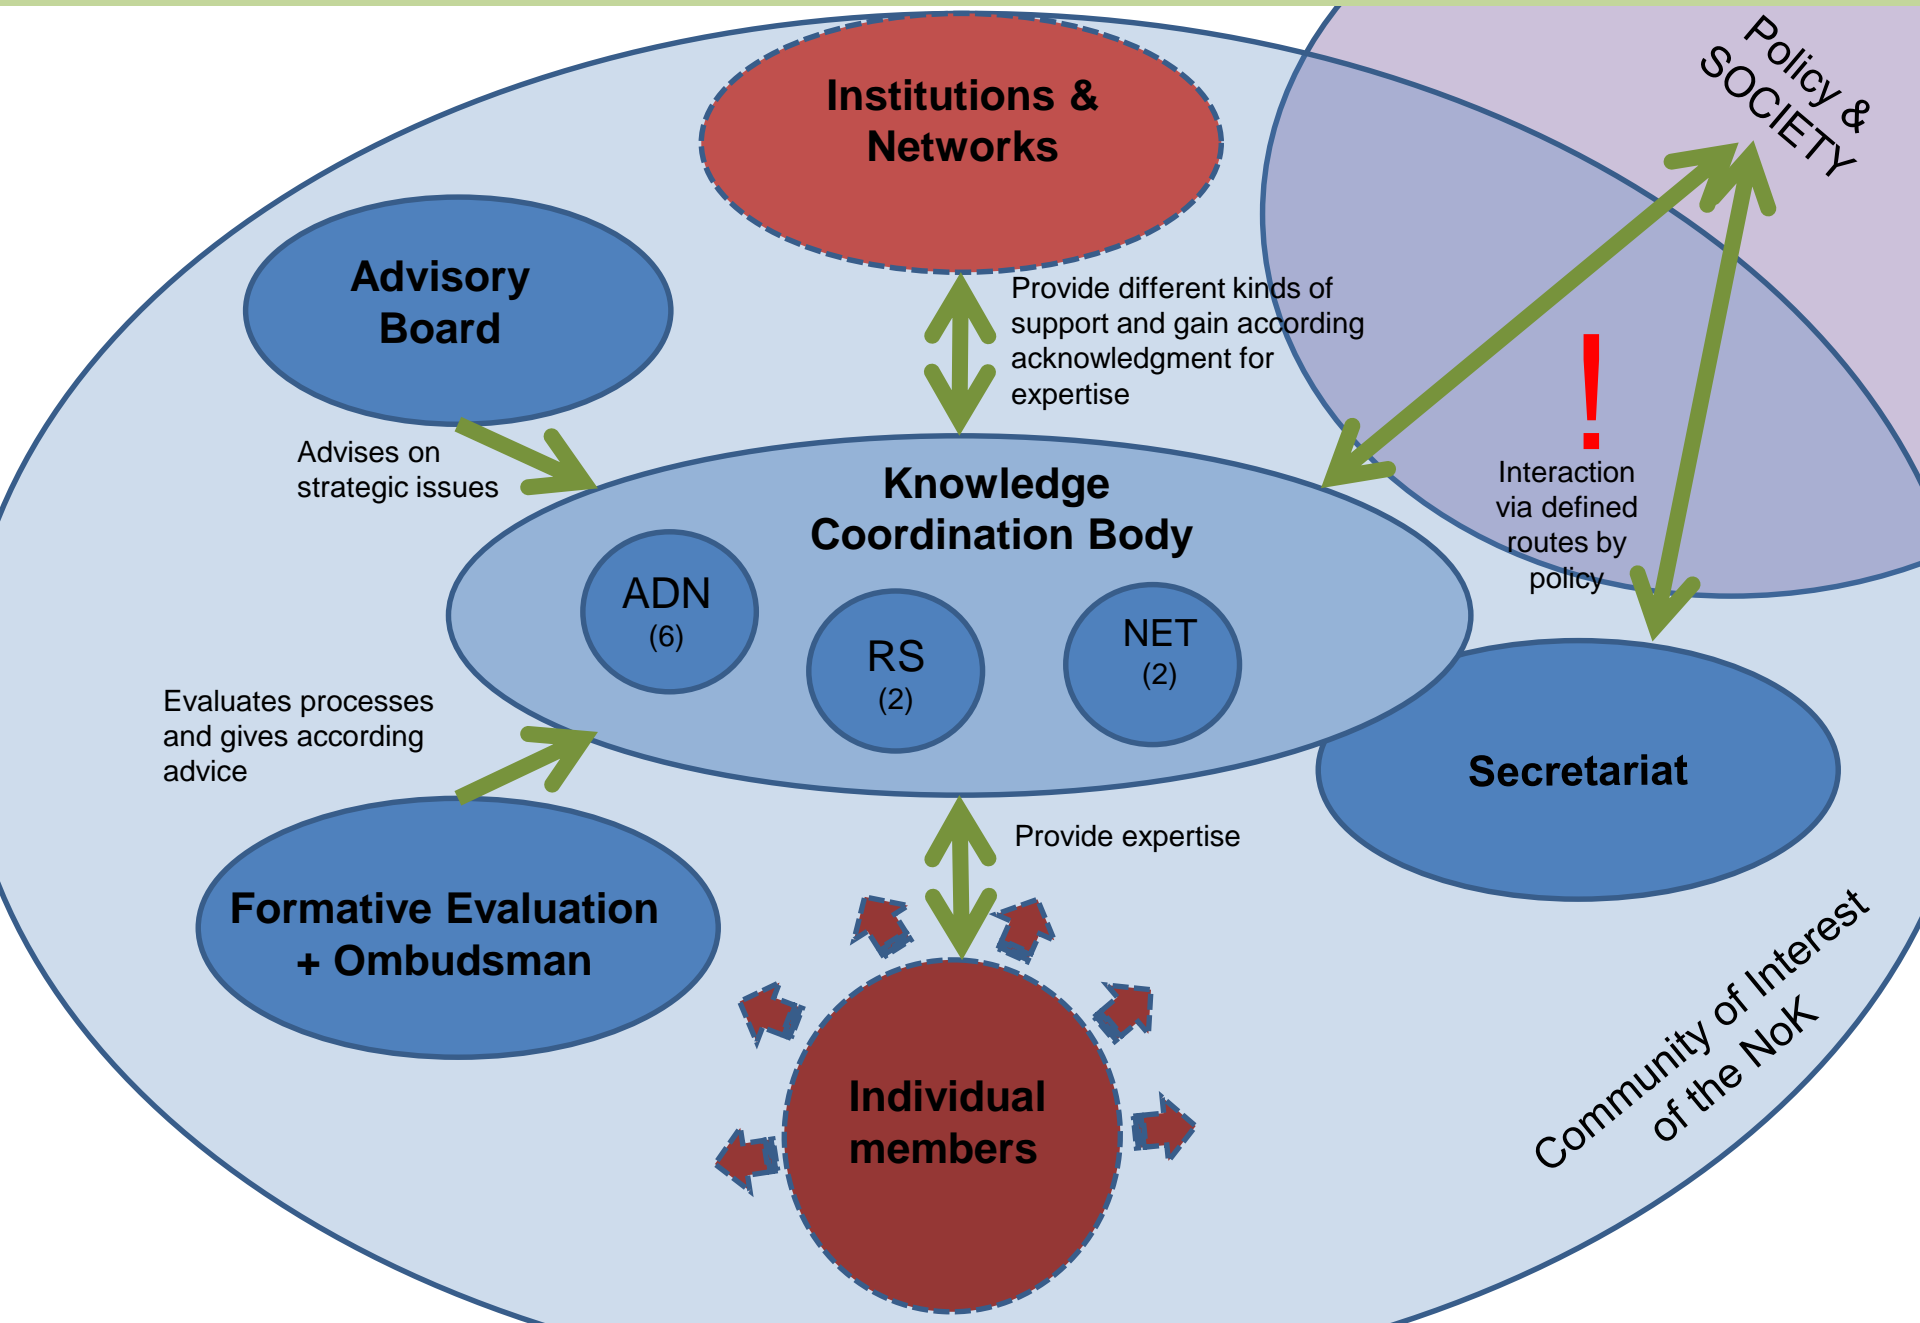 Policy &
SOCIETY
Institutions &
Networks
Advisory
Board
Provide different kinds of
support and gain according
acknowledgment for
expertise
!
Advises on
strategic issues
Interaction
via defined
routes by
policy
Knowledge
Coordination Body
ADN
(6)
RS
(2)
NET
(2)
Evaluates processes
and gives according
advice
Secretariat
Provide expertise
Formative Evaluation
+ Ombudsman
Individual
members
Community of Interest
of the NoK